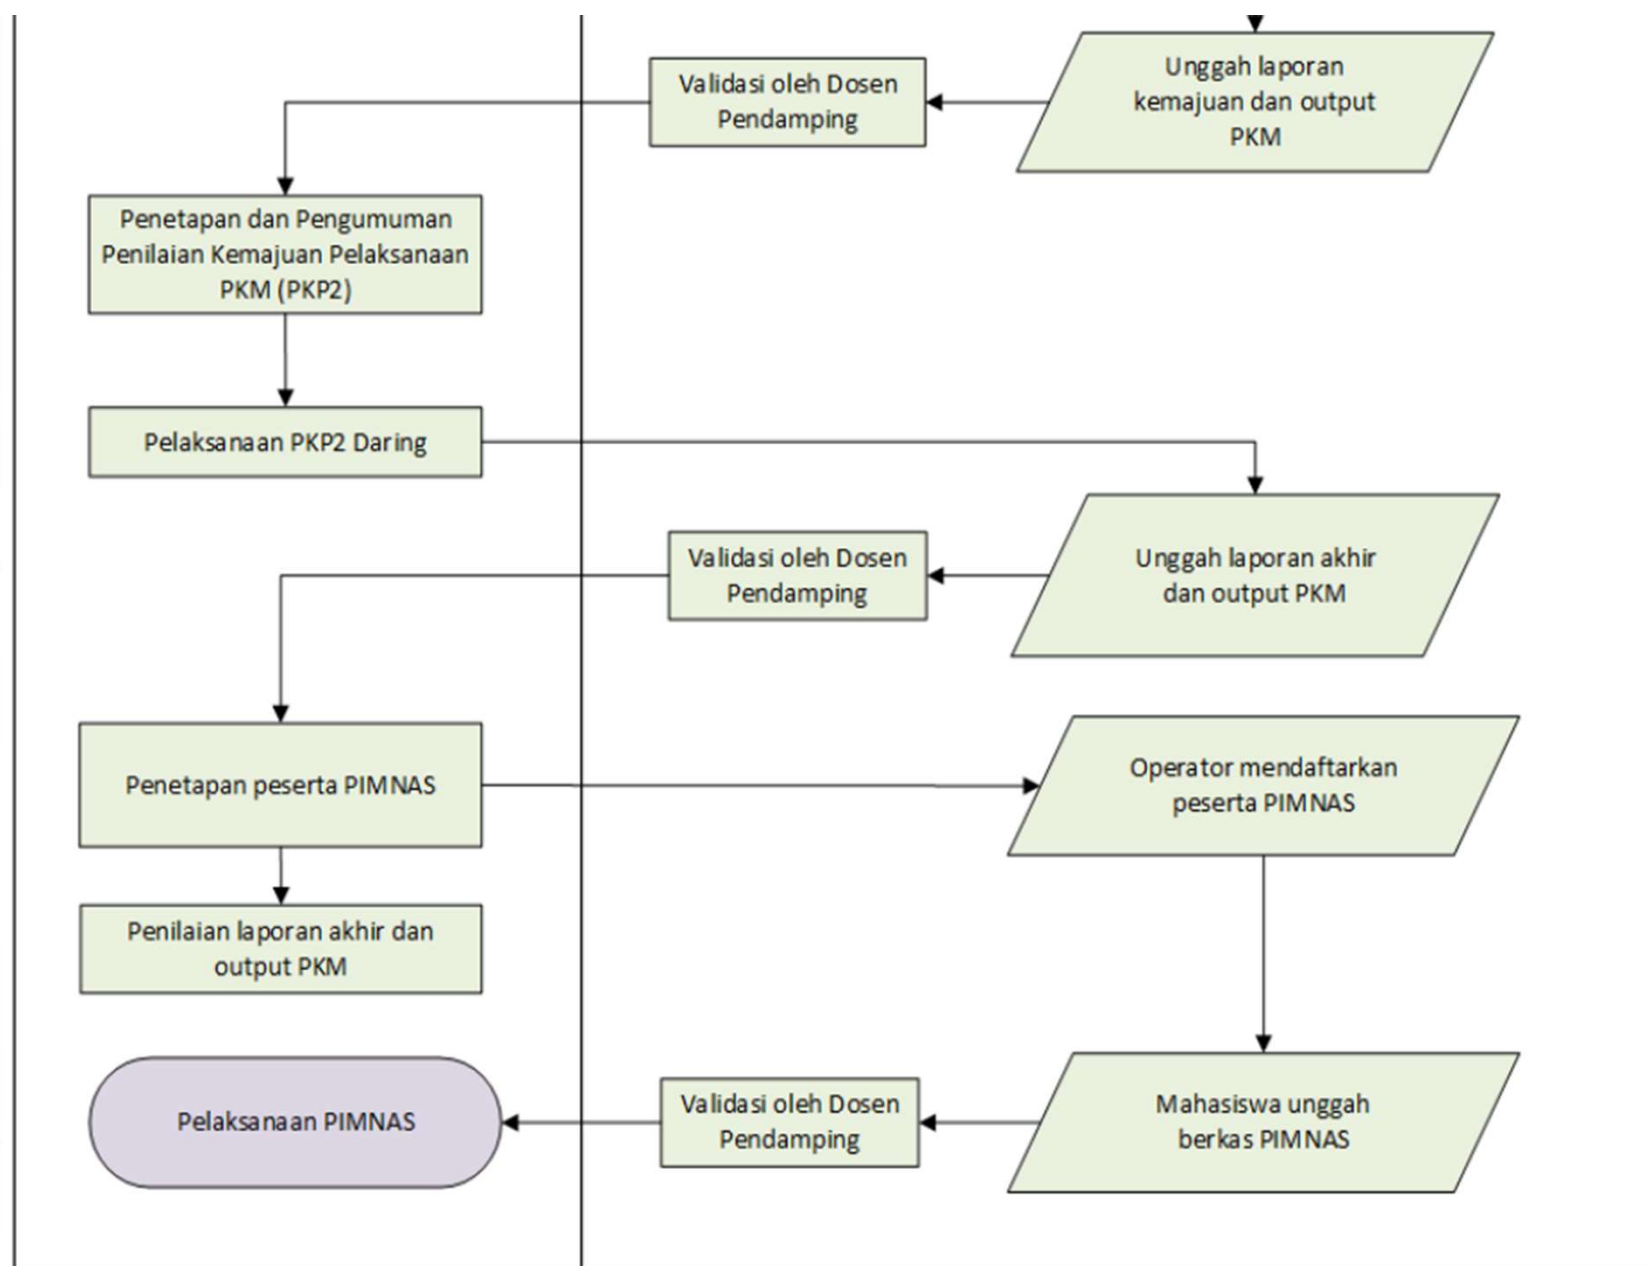 Unggah laporan
kemajuan dan output
PKM
Validasi oleh Dosen
Pendamping
Penetapan dan Pengumuman
Penilaian Kemajuan Pelaksanaan
PKM (PKP2)
Pelaksanaan PKP2 Daring
Unggah laporan akhir
dan output PKM
Validasi oleh Dosen
Pendamping
Penetapan peserta PIMNAS
Operator mendaftarkan
peserta PIMNAS
Penilaian laporan akhir dan
output PKM
Mahasiswa unggah
berkas PIMNAS
Validasi oleh Dosen
Pendamping
Pelaksanaan PIMNAS